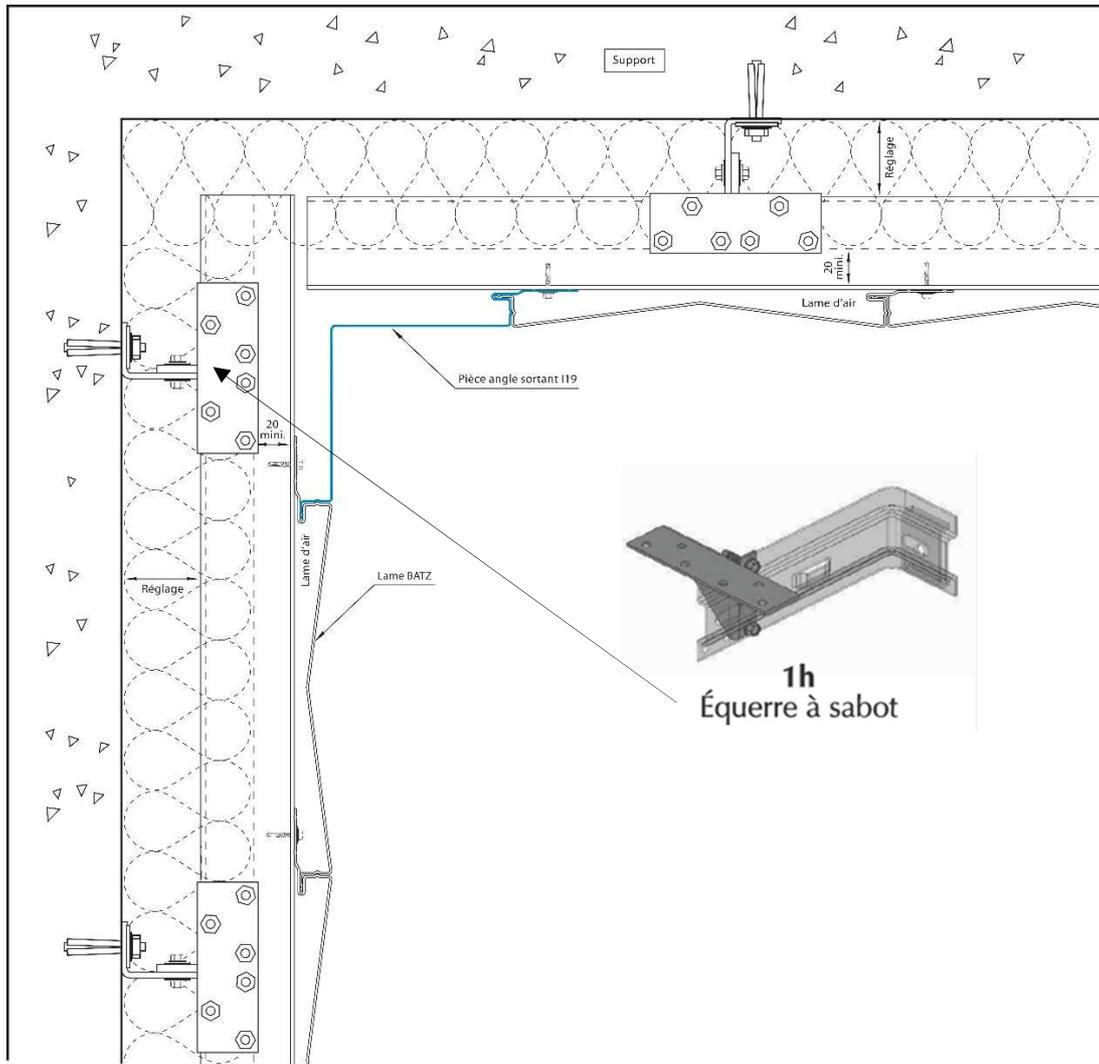 Support
Réglage
20
mini.
Lame d'air
Pièce angle sortant I19
20
mini.
Lame d'air
Lame BATZ
Réglage
1h
Équerre à sabot